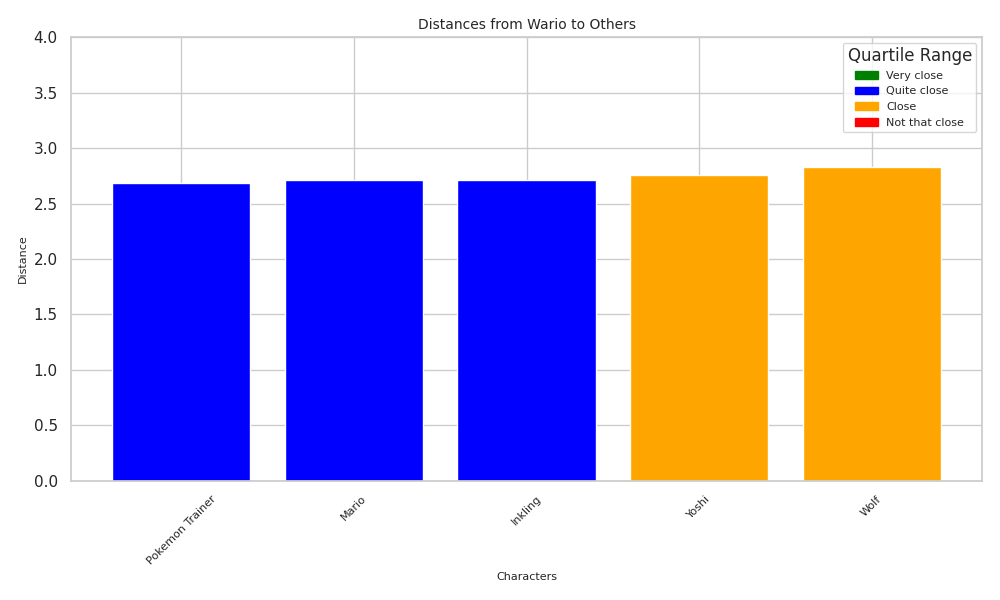 Distances from Wario to Others
4.0
3.5
3.0
2.5
2.0
1.5
1.0
0.5
0.0
Distance
Quartile Range
Very close
Quite close
Close
Not that close
Pokemon Trainer
Mario
Inkling
Yoshi
Wolf
Characters